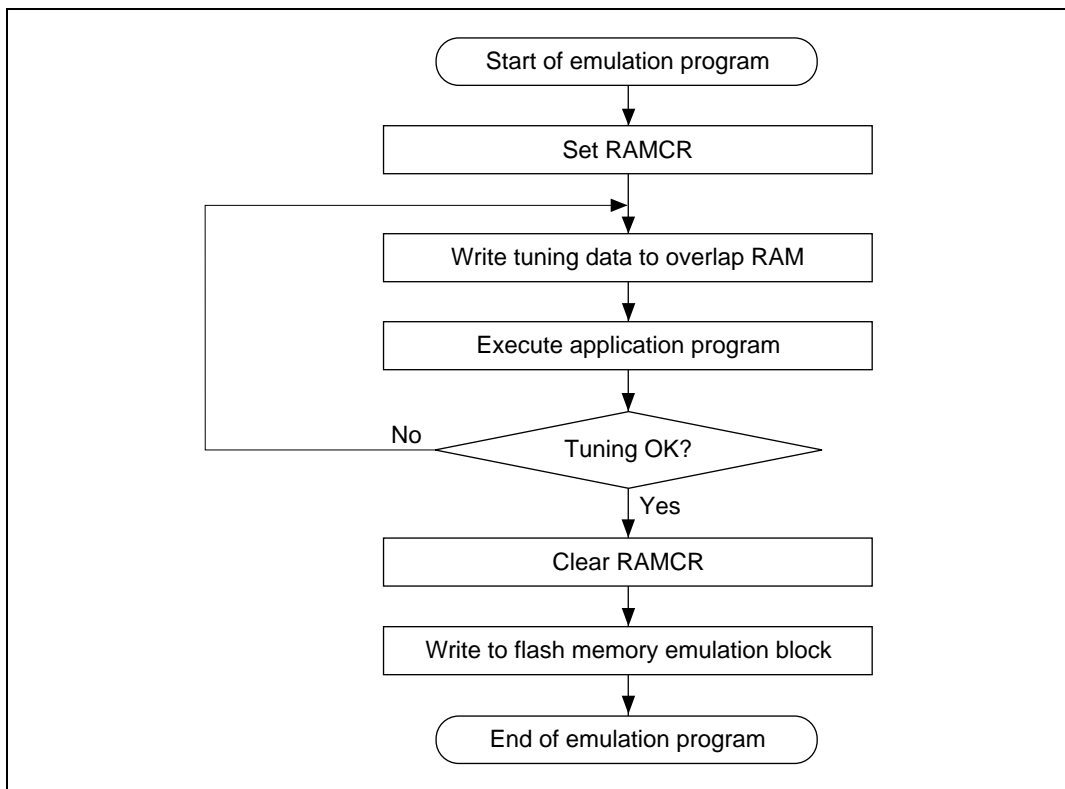 Start of emulation program
Set RAMCR
Write tuning data to overlap RAM
Execute application program
No
Tuning OK?
Yes
Clear RAMCR
Write to flash memory emulation block
End of emulation program